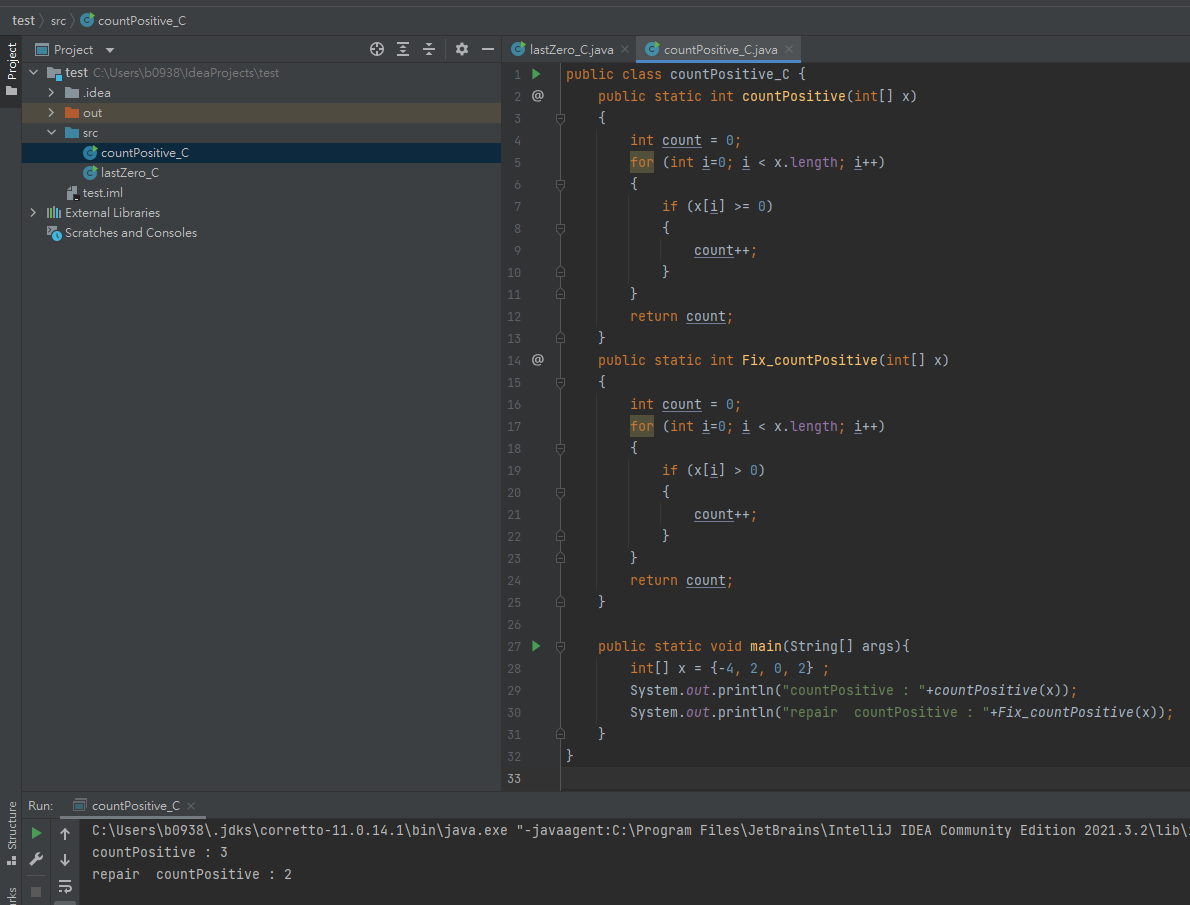 test src countPositive_C
Project
Project
lastZero_C.java
countPositive_C.java
test C:\Users\b0938\IdeaProjects\test
.idea
out
src
countPositive_C
lastZero_C
test.iml
External Libraries
Scratches and Consoles
1 public class countPositive_C {
2 @ public static int countPositive(int[] x)
3 {
4 int count = 0;
5 for (int i=0; i < x.length; i++)
6 {
7 if (x[i] >= 0)
8 {
9 count++;
10 }
11 }
12 return count;
13 }
14 @ public static int Fix_countPositive(int[] x)
15 {
16 int count = 0;
17 for (int i=0; i < x.length; i++)
18 {
19 if (x[i] > 0)
20 {
21 count++;
22 }
23 }
24 return count;
25 }
26
27 public static void main(String[] args){
28 int[] x = {-4, 2, 0, 2} ;
29 System.out.println("countPositive : "+countPositive(x));
30 System.out.println("repair  countPositive : "+Fix_countPositive(x));
31 }
32 }
33
Run: countPositive_C
Structure
C:\Users\b0938\.jdks\corretto-11.0.14.1\bin\java.exe "-javaagent:C:\Program Files\JetBrains\IntelliJ IDEA Community Edition 2021.3.2\lib\
countPositive : 3
repair  countPositive : 2